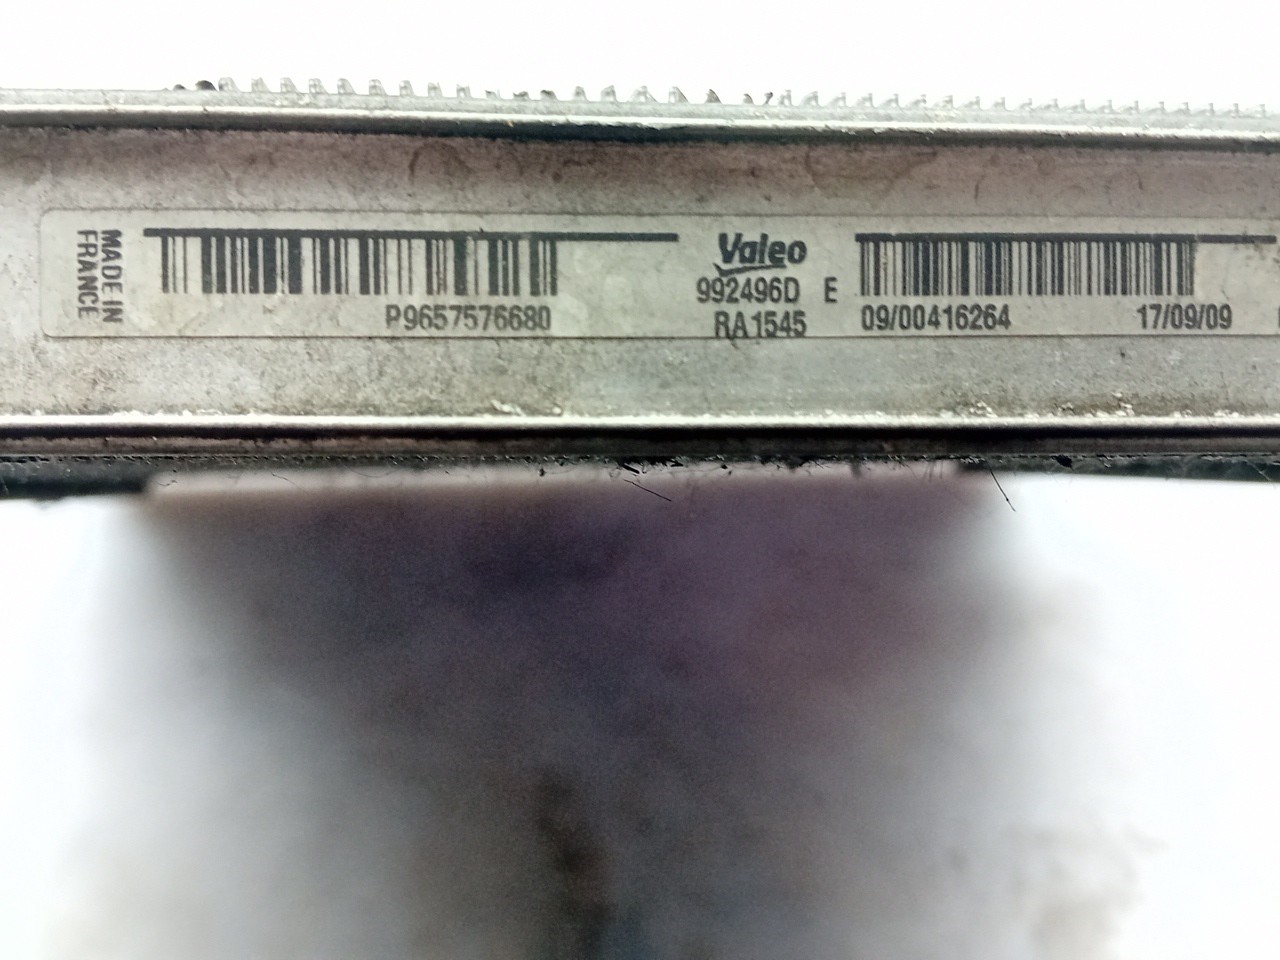 MADE IN
FRANCE
P9657576680
Valeo
992496D E
RA1545
09/00416264 17/09/09